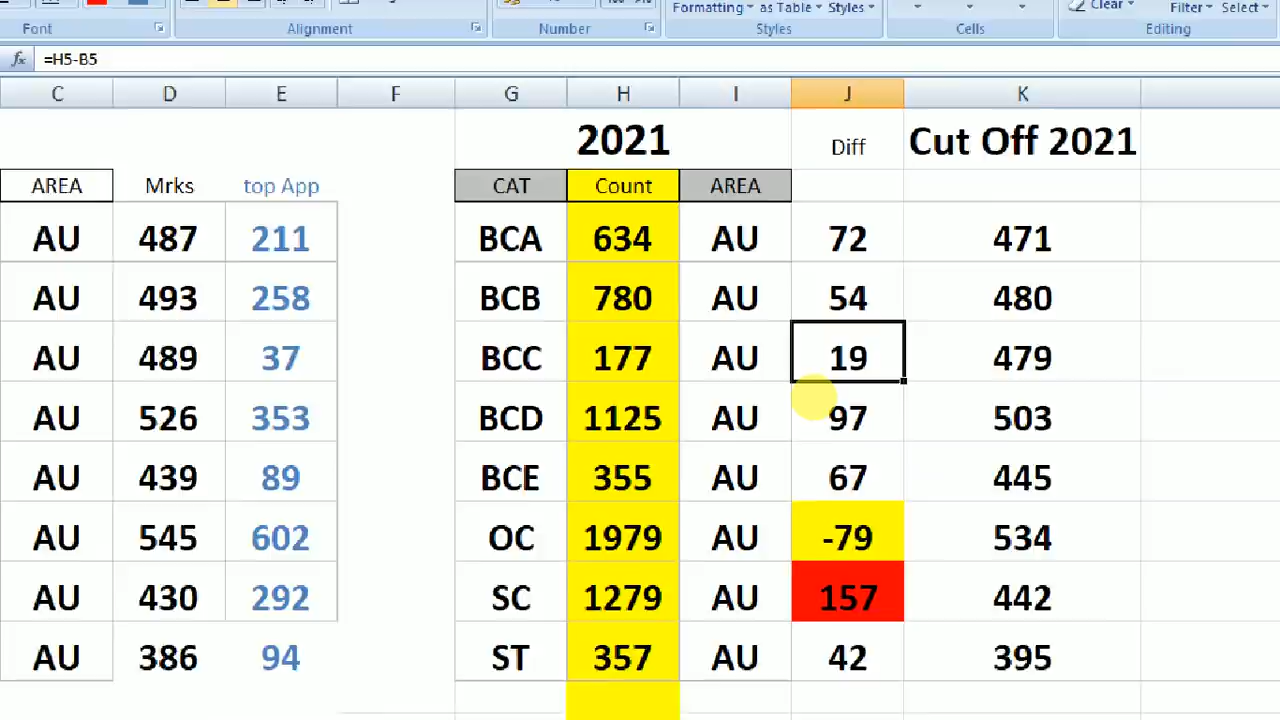 Formatting as Table Styles Clear Filter Select
Font Alignment Number Styles Cells Editing
fx =H5-B5
C D E F G H I J K
2021 Diff Cut Off 2021
AREA Mrks top App CAT Count AREA
AU 487 211 BCA 634 AU 72 471
AU 493 258 BCB 780 AU 54 480
AU 489 37 BCC 177 AU 19 479
AU 526 353 BCD 1125 AU 97 503
AU 439 89 BCE 355 AU 67 445
AU 545 602 OC 1979 AU -79 534
AU 430 292 SC 1279 AU 157 442
AU 386 94 ST 357 AU 42 395